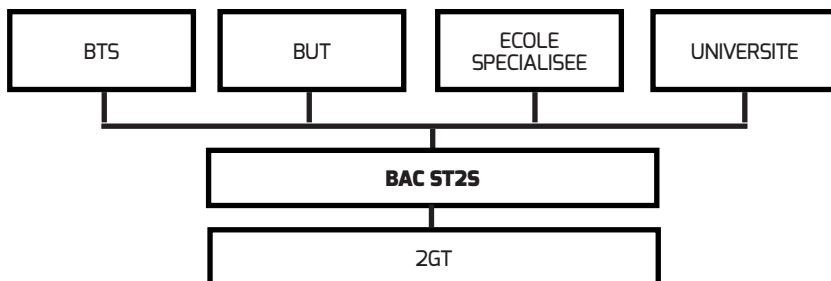 BTS
BUT
ECOLE
SPECIALISEE
UNIVERSITE
BAC ST2S
2GT